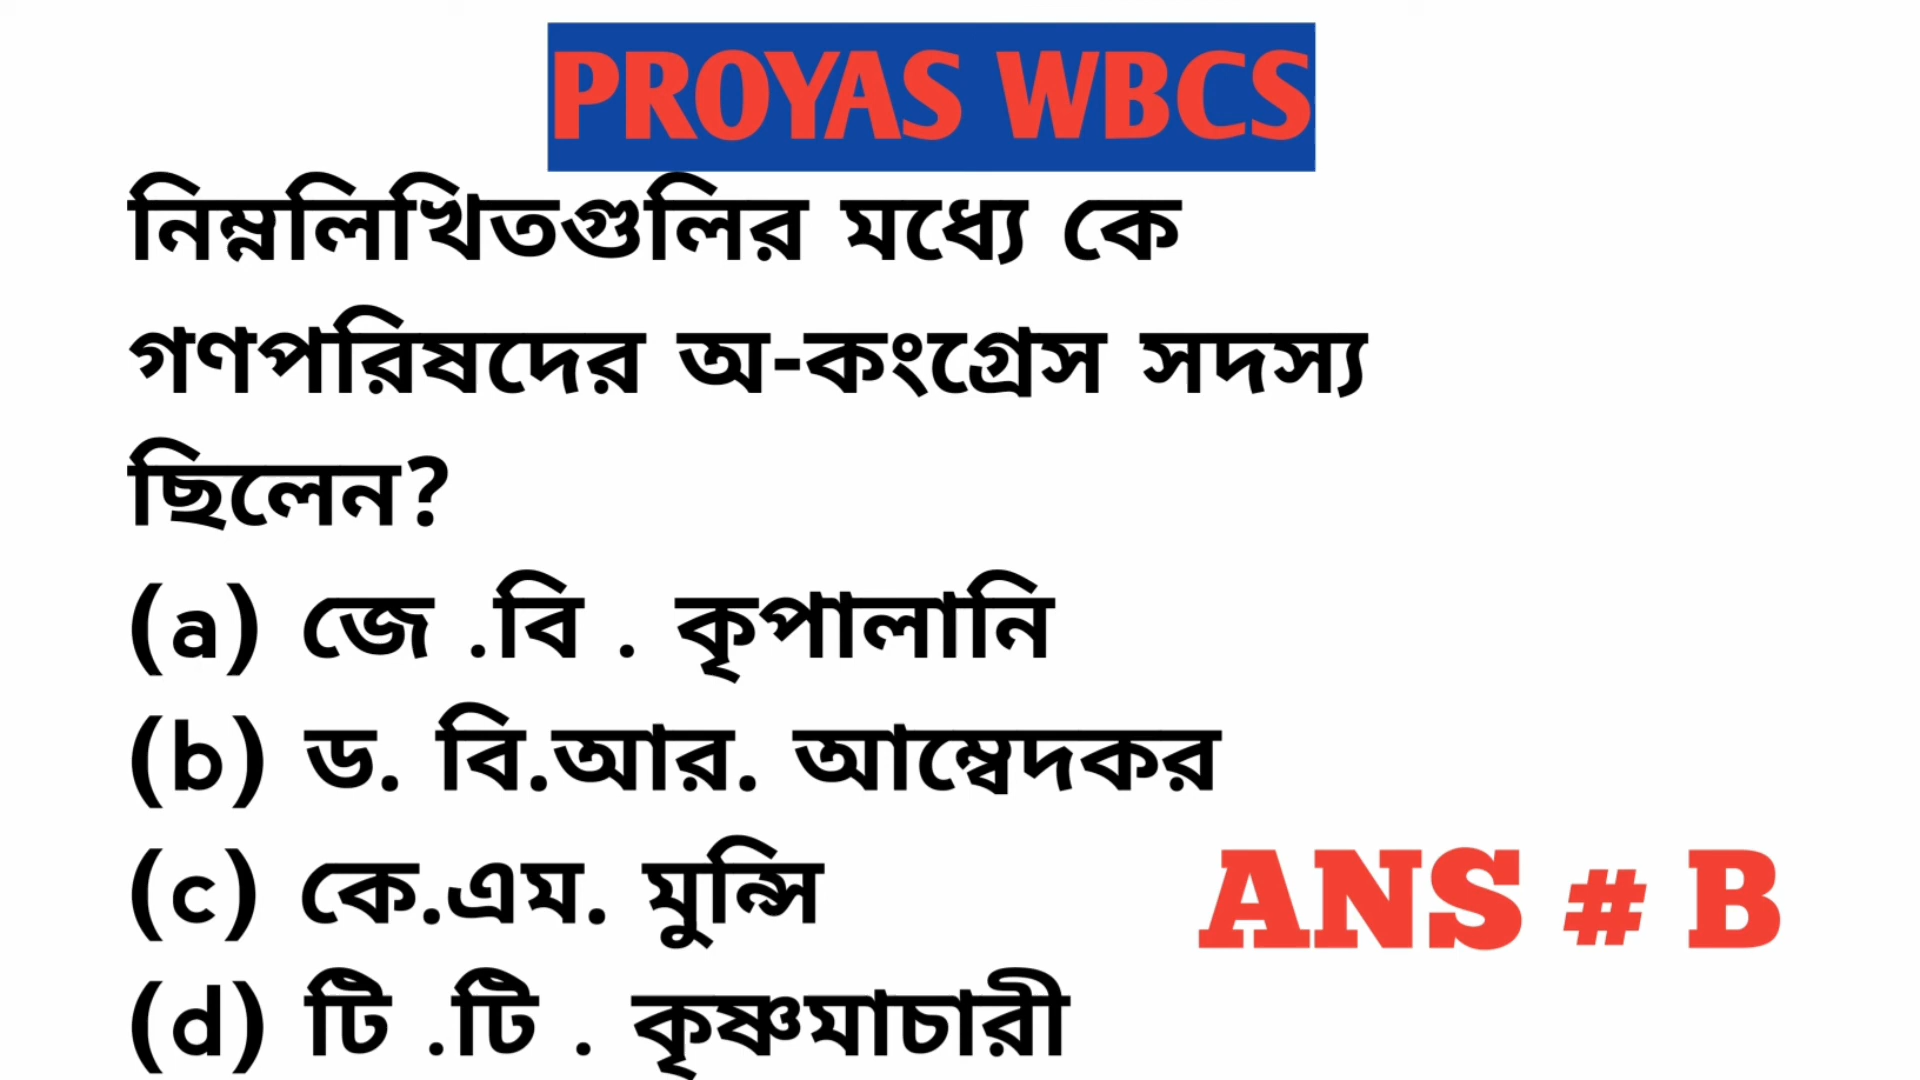 PROYAS WBCS
নিম্নলিখিতগুলির মধ্যে কে
গণপরিষদের অ-কংগ্রেস সদস্য
ছিলেন?
(a) জে .বি . কৃপালানি
(b) ড. বি.আর. আম্বেদকর
(c) কে.এম. মুন্সি
ANS # B
(d) টি .টি . কৃষ্ণমাচারী